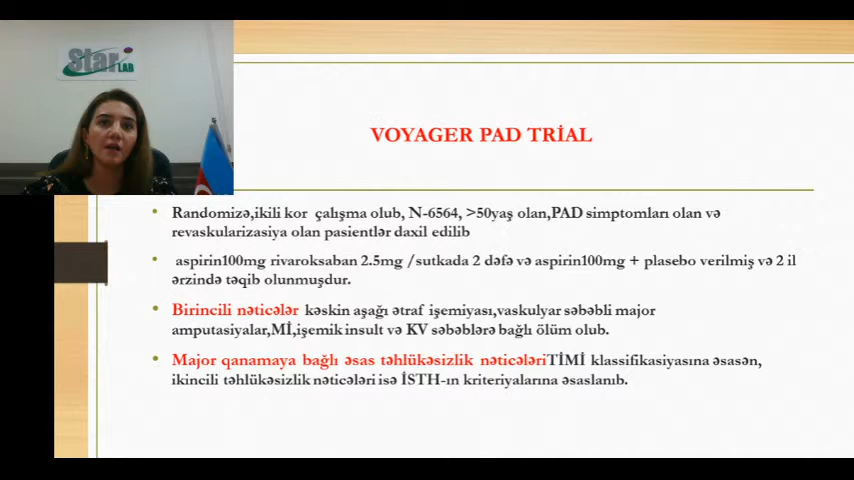 Star LAB
VOYAGER PAD TRİAL
• Randomizə,ikili kor çalışma olub, N-6564, >50yaş olan,PAD simptomları olan və
revaskularizasiya olan pasientlər daxil edilib
• aspirin100mg rivaroksaban 2.5mg /sutkada 2 dəfə və aspirin100mg + plasebo verilmiş və 2 il
ərzində təqib olunmuşdur.
• Birincili nəticələr kəskin aşağı ətraf işemiyası,vaskulyar səbəbli major
amputasiyalar,Mİ,işemik insult və KV səbəblərə bağlı ölüm olub.
• Major qanamaya bağlı əsas təhlükəsizlik nəticələriTİMİ klassifikasiyasına əsasən,
ikincili təhlükəsizlik nəticələri isə İSTH-ın kriteriyalarına əsaslanıb.